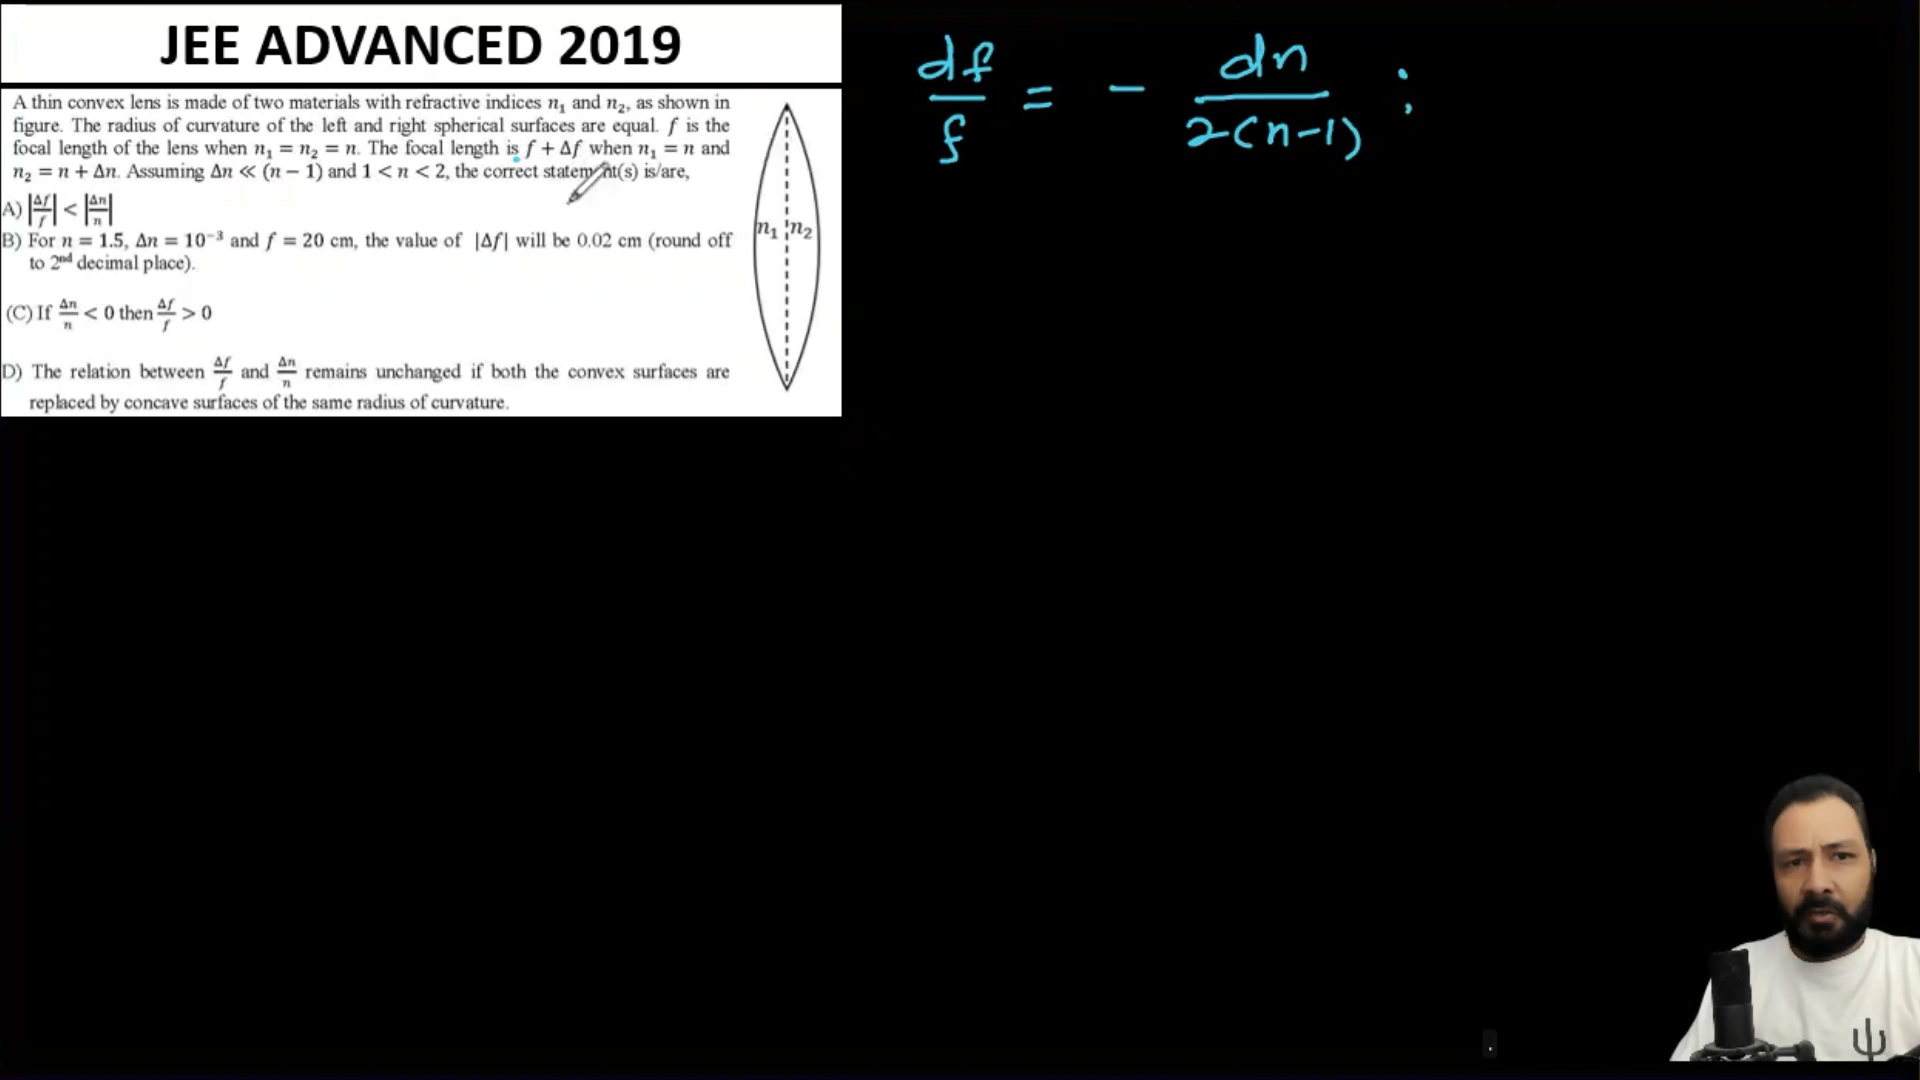 JEE ADVANCED 2019
A thin convex lens is made of two materials with refractive indices n₁ and n₂, as shown in
figure. The radius of curvature of the left and right spherical surfaces are equal. f is the
focal length of the lens when n₁ = n₂ = n. The focal length is f + Δf when n₁ = n and
n₂ = n + Δn. Assuming Δn ≪ (n − 1) and 1 < n < 2, the correct statement(s) is/are,
A) |Δf/f| < |Δn/n|
B) For n = 1.5, Δn = 10⁻³ and f = 20 cm, the value of |Δf| will be 0.02 cm (round off
to 2nd decimal place).
(C) If Δn/n < 0 then Δf/f > 0
D) The relation between Δf/f and Δn/n remains unchanged if both the convex surfaces are
replaced by concave surfaces of the same radius of curvature.
n₁ n₂
df/f = - dn/2(n-1) ;